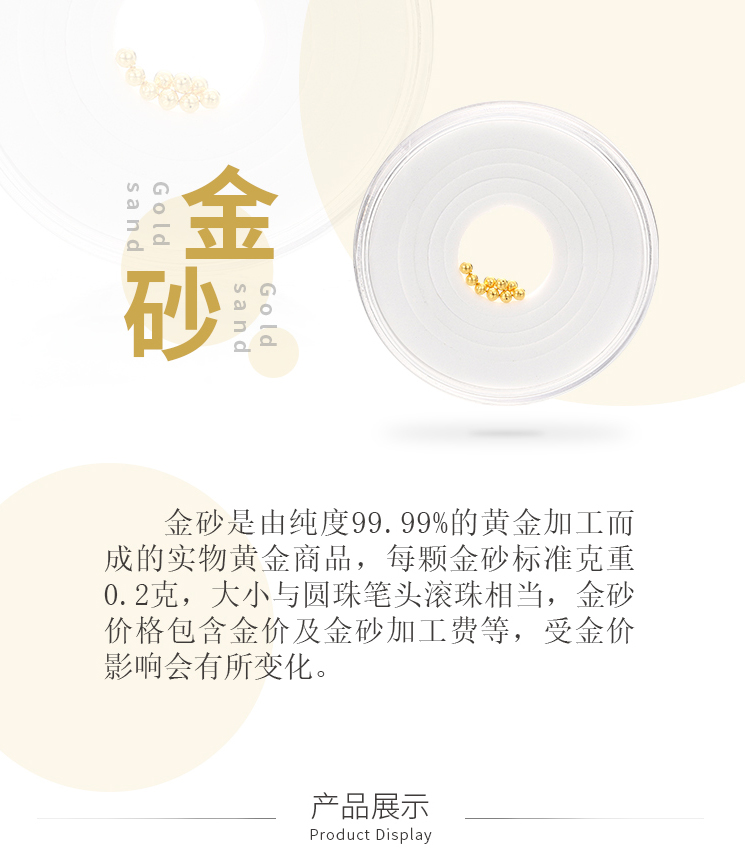 金砂
Gold
sand
Gold
sand
金砂是由纯度99.99%的黄金加工而
成的实物黄金商品，每颗金砂标准克重
0.2克，大小与圆珠笔头滚珠相当，金砂
价格包含金价及金砂加工费等，受金价
影响会有所变化。
产品展示
Product Display